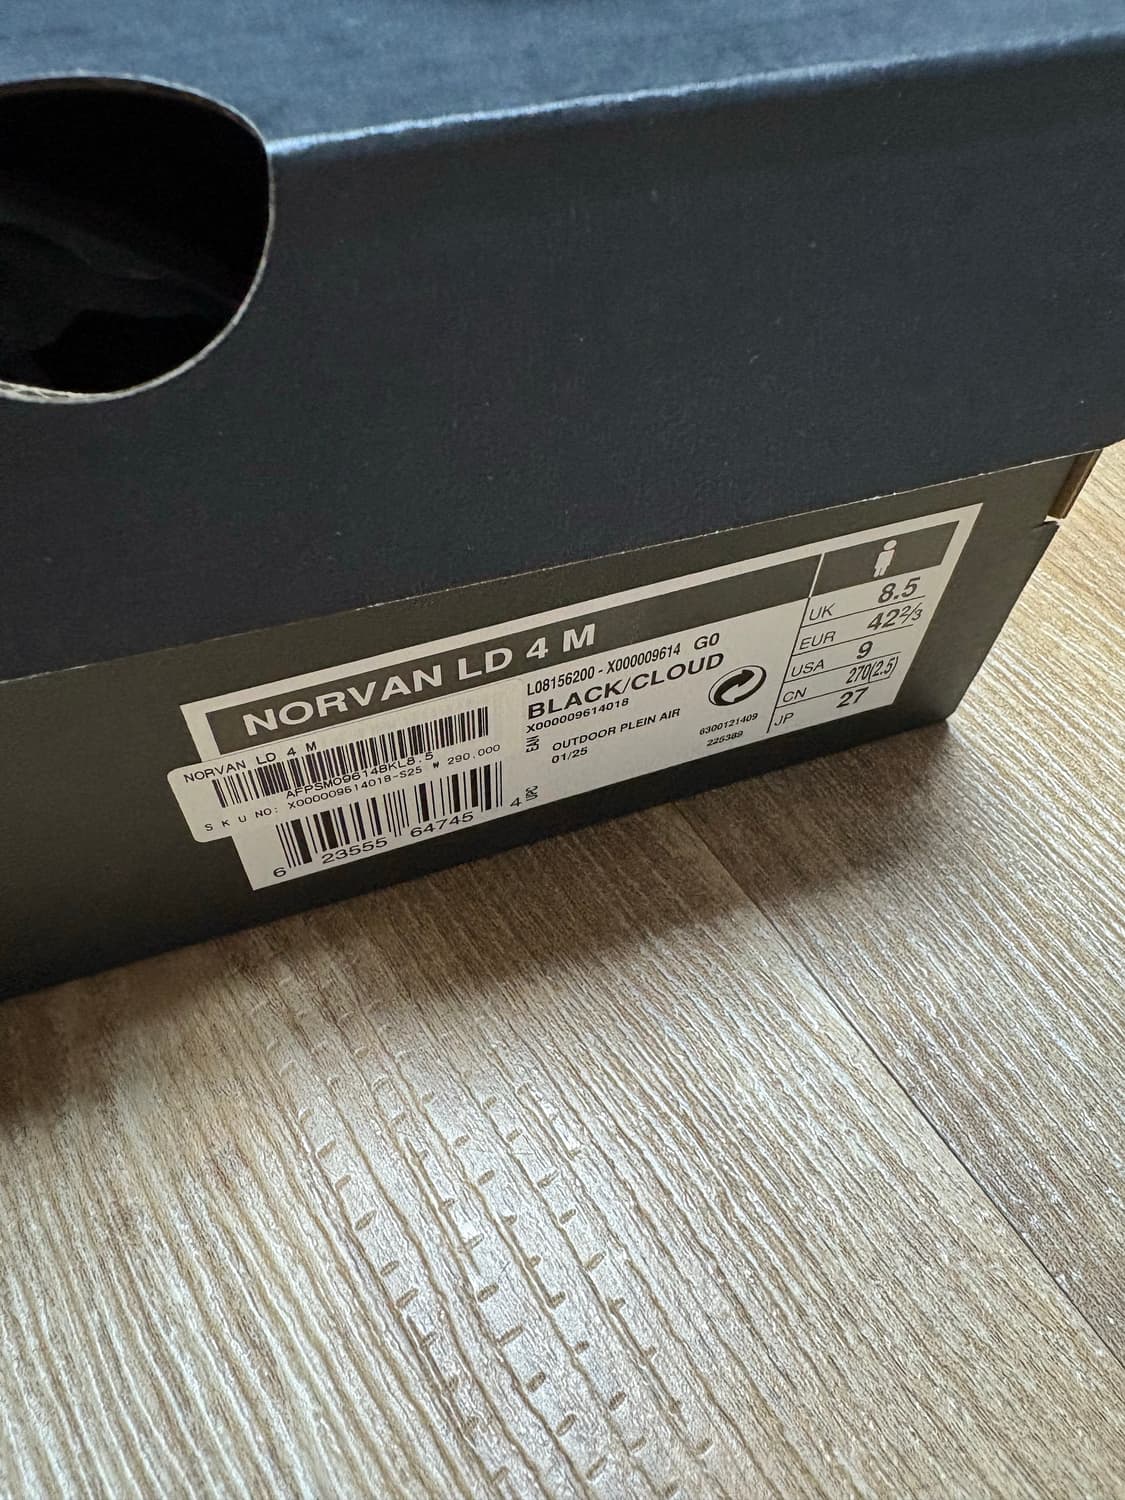 NORVAN LD 4 M
L08156200 - X000009614 G0
BLACK/CLOUD
X000009614018
EAN
OUTDOOR PLEIN AIR
01/25
6300121409
225389
UK 8.5
EUR 42⅔
USA 9
CN 270(2.5)
JP 27
NORVAN LD 4 M
AFPSMO9614BKL8.5
S K U NO: X000009614018-S25 ₩ 290,000
6 23555 64745 4
UPC